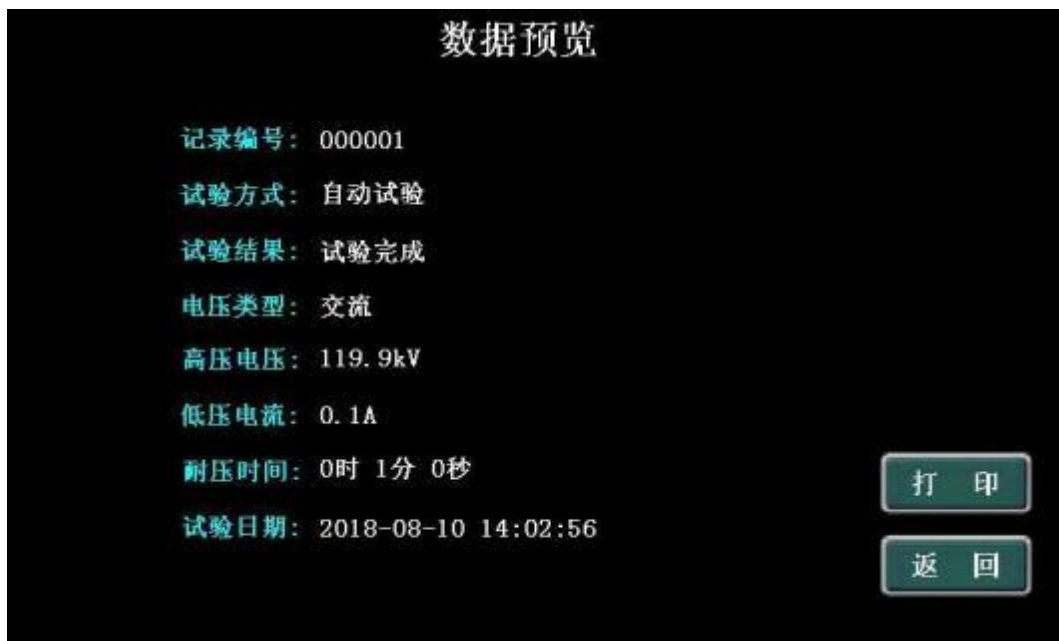 数据预览
记录编号: 000001
试验方式: 自动试验
试验结果: 试验完成
电压类型: 交流
高压电压: 119.9kV
低压电流: 0.1A
耐压时间: 0时 1分 0秒
打 印
试验日期: 2018-08-10 14:02:56
返 回